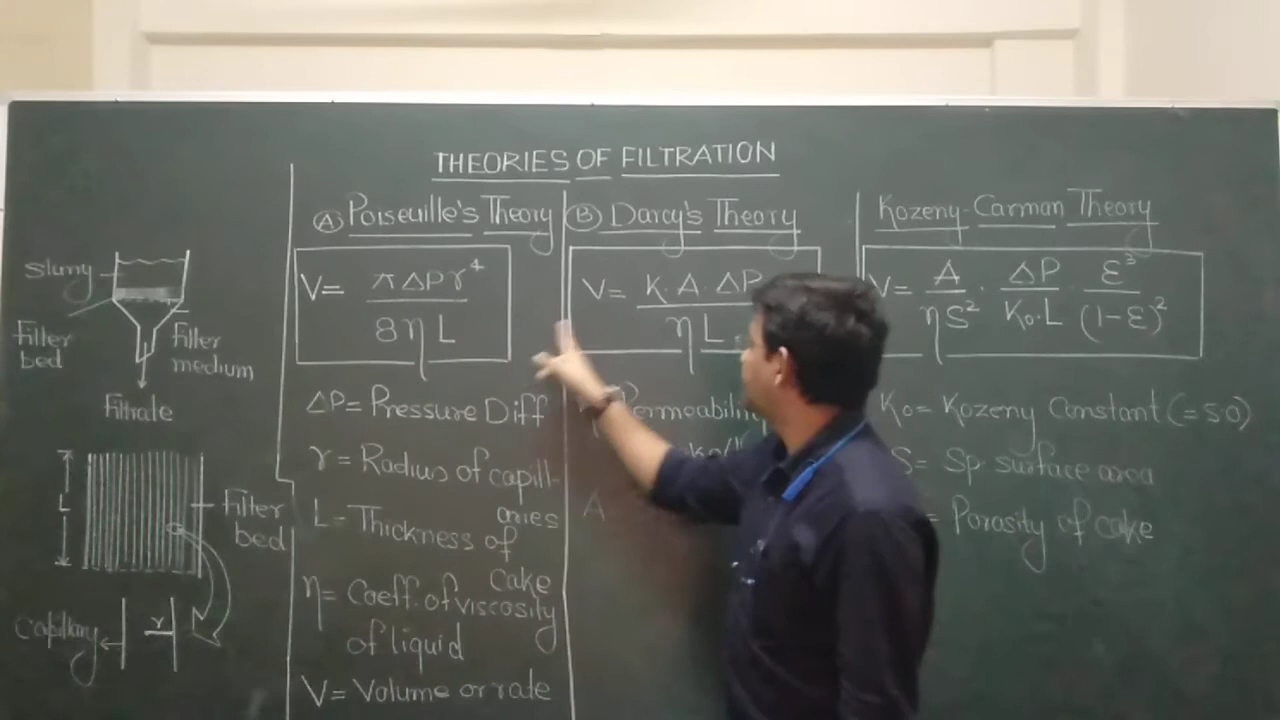 THEORIES OF FILTRATION
Slurry
Filter bed
Filter medium
Filtrate
L
Filter bed
Capillary
r
Ⓐ Poiseuille's Theory
V= π ΔP r⁴ / 8 η L
ΔP= Pressure Diff
r= Radius of capill-
aries
L= Thickness of
cake
η= Coeff. of viscosity
of liquid
V= Volume or rate
Ⓑ Darcy's Theory
V= K · A · ΔP / η L
Permeability
A
Kozeny-Carman Theory
V= A / ηS² · ΔP / K₀·L · ε³ / (1-ε)²
K₀= Kozeny Constant (=5.0)
S= Sp. surface area
= Porosity of cake